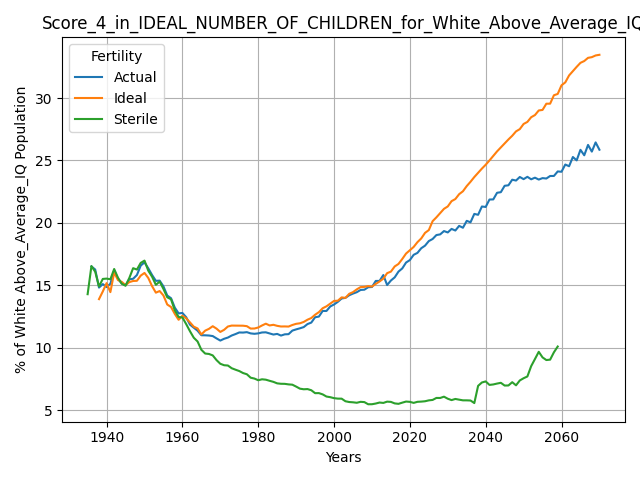 Score_4_in_IDEAL_NUMBER_OF_CHILDREN_for_White_Above_Average_IQ
Fertility
Actual
Ideal
Sterile
% of White Above_Average_IQ Population
30
25
20
15
10
5
1940 1960 1980 2000 2020 2040 2060
Years